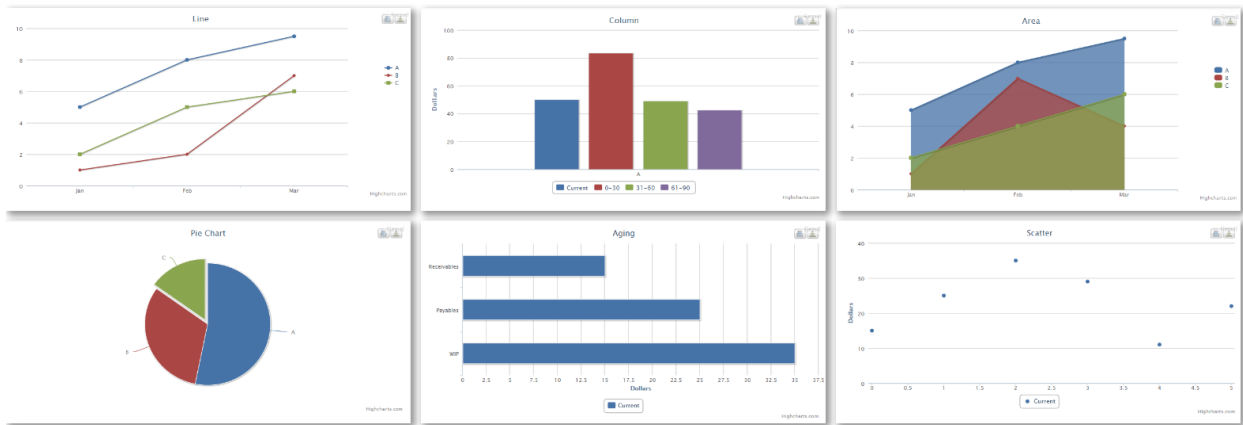 Line
10
8
6
4
2
0
Jan Feb Mar
A
B
C
Highcharts.com
Column
100
80
60
40
20
0
Dollars
A
Current 0-30 31-60 61-90
Highcharts.com
Area
10
8
6
4
2
0
Jan Feb Mar
A
B
C
Highcharts.com
Pie Chart
C
A
B
Highcharts.com
Aging
Receivables
Payables
WIP
0 2.5 5 7.5 10 12.5 15 17.5 20 22.5 25 27.5 30 32.5 35 37.5
Dollars
Current
Highcharts.com
Scatter
40
30
20
10
0
Dollars
0 0.5 1 1.5 2 2.5 3 3.5 4 4.5 5
Current
Highcharts.com